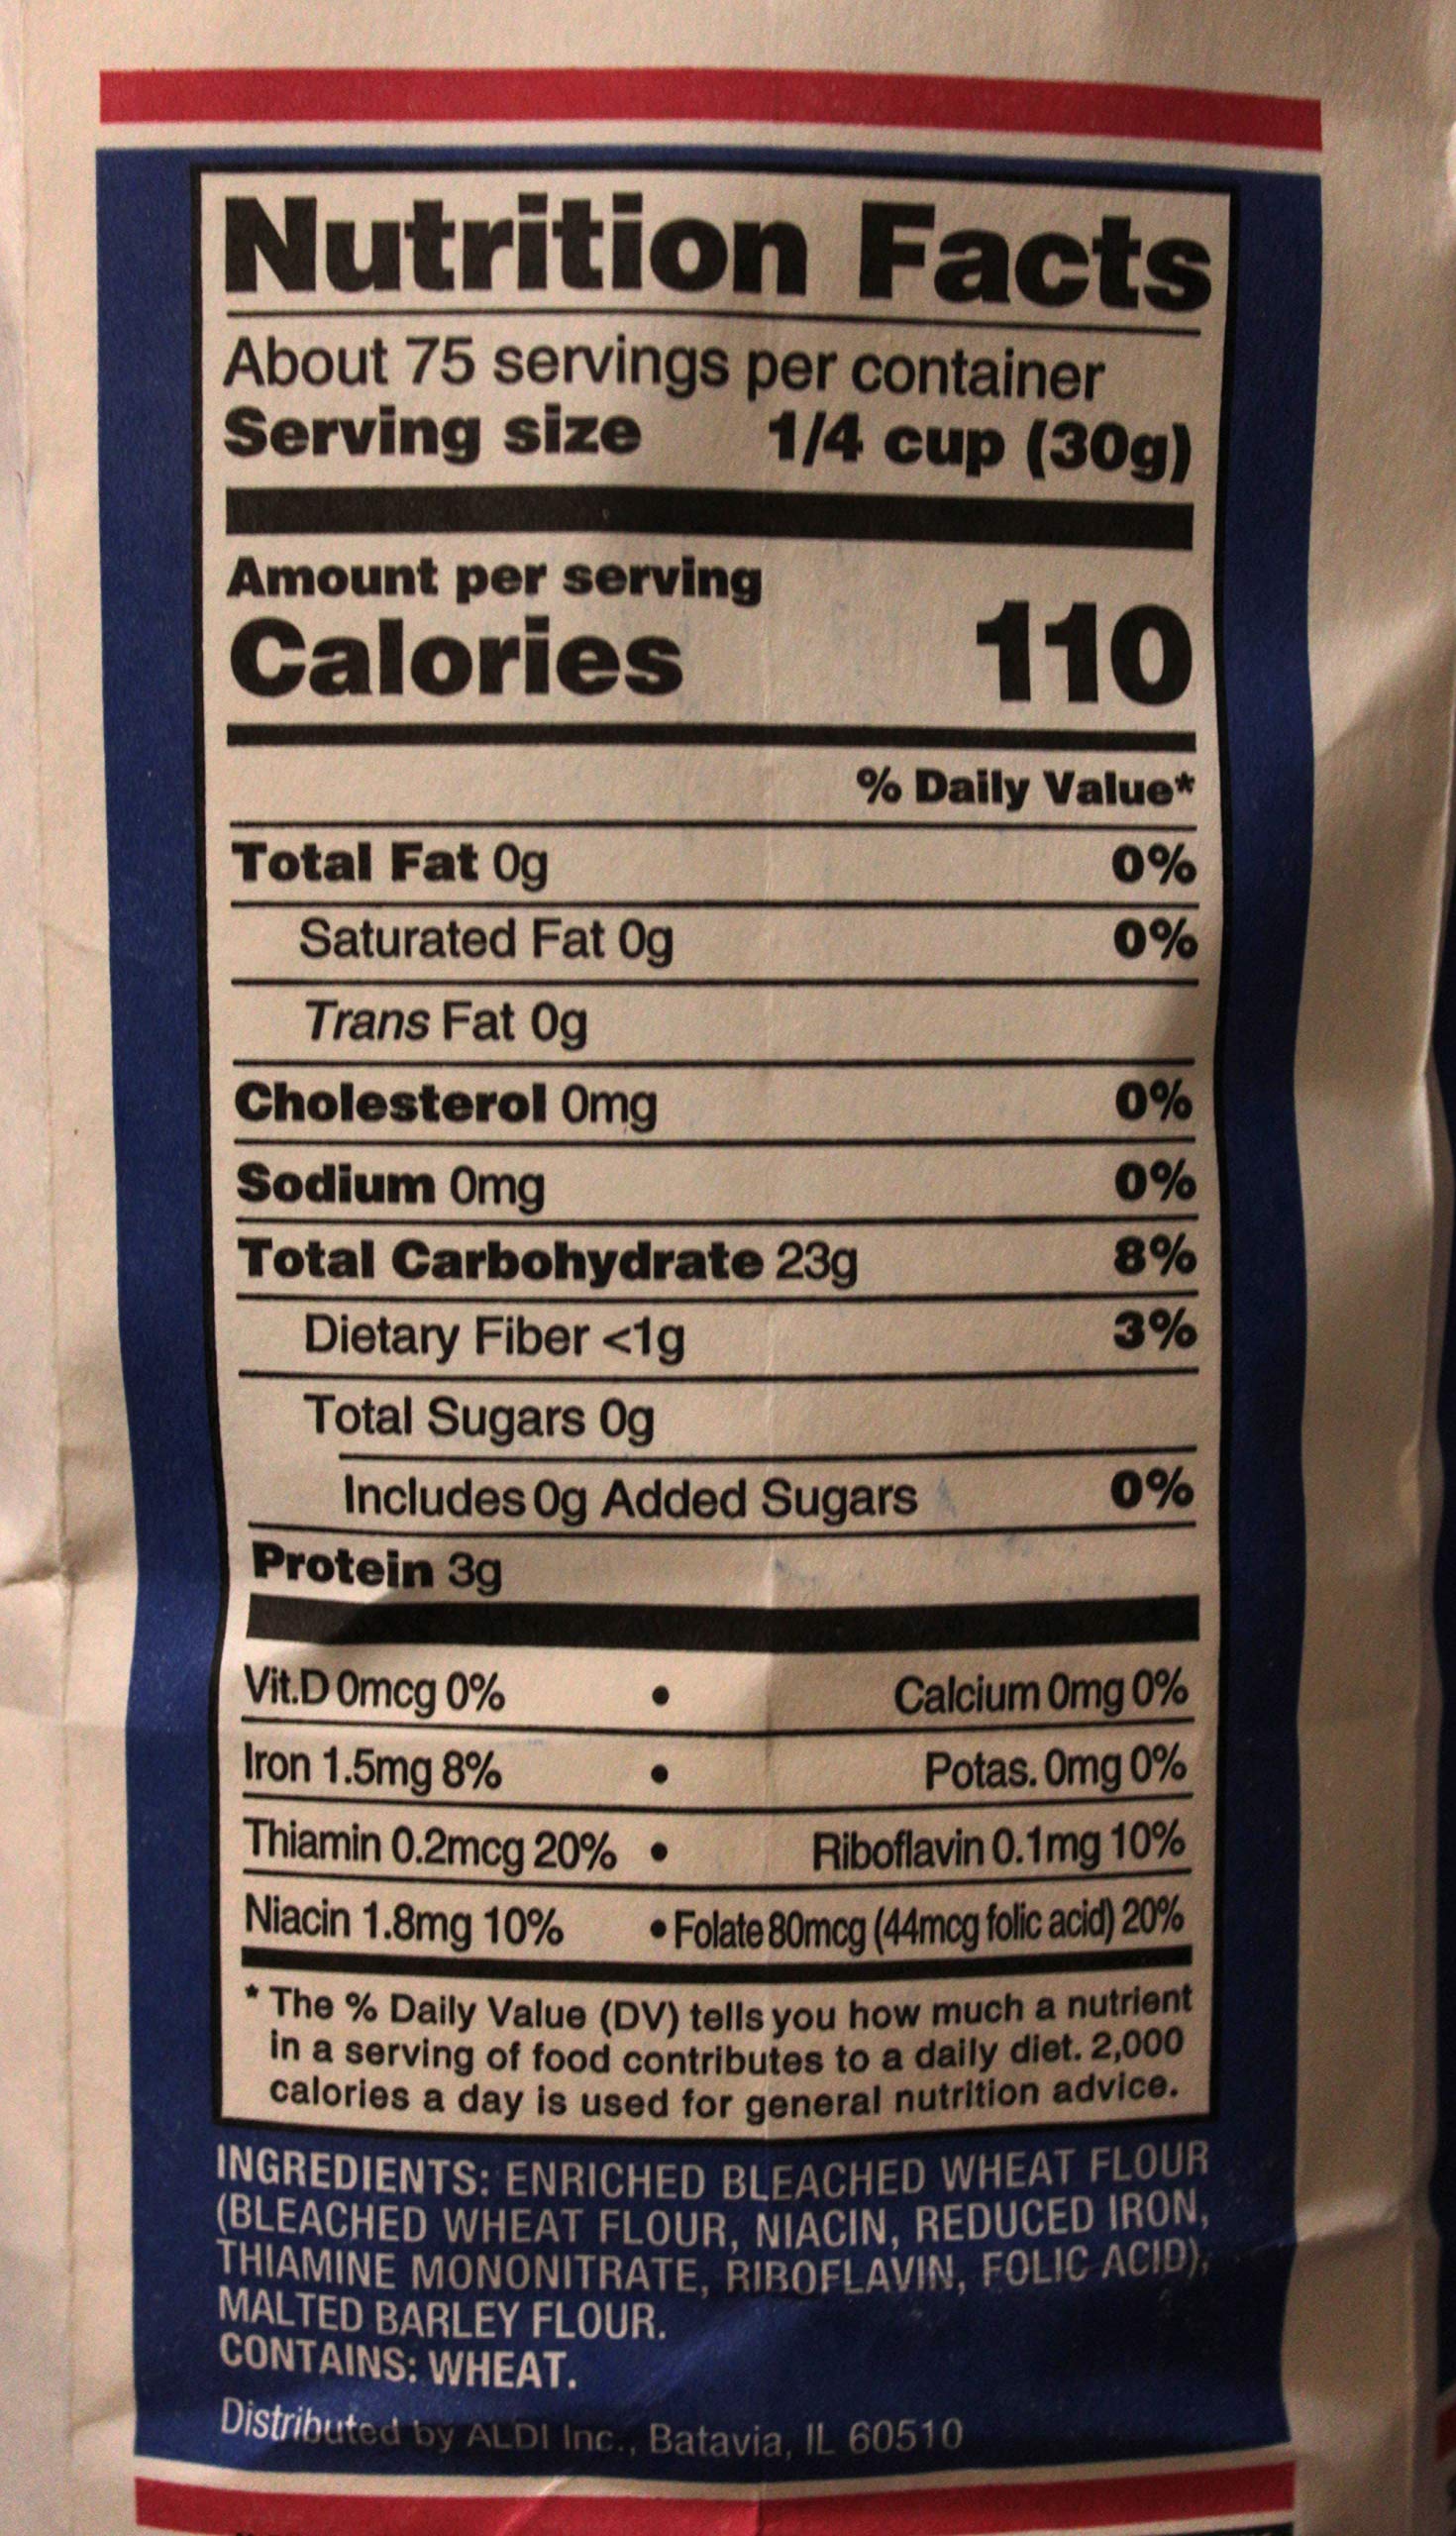 Nutrition Facts
About 75 servings per container
Serving size 1/4 cup (30g)
Amount per serving
Calories 110
% Daily Value*
Total Fat 0g 0%
Saturated Fat 0g 0%
Trans Fat 0g
Cholesterol 0mg 0%
Sodium 0mg 0%
Total Carbohydrate 23g 8%
Dietary Fiber <1g 3%
Total Sugars 0g
Includes 0g Added Sugars 0%
Protein 3g
Vit.D 0mcg 0% • Calcium 0mg 0%
Iron 1.5mg 8% • Potas. 0mg 0%
Thiamin 0.2mcg 20% • Riboflavin 0.1mg 10%
Niacin 1.8mg 10% • Folate 80mcg (44mcg folic acid) 20%
* The % Daily Value (DV) tells you how much a nutrient
in a serving of food contributes to a daily diet. 2,000
calories a day is used for general nutrition advice.
INGREDIENTS: ENRICHED BLEACHED WHEAT FLOUR
(BLEACHED WHEAT FLOUR, NIACIN, REDUCED IRON,
THIAMINE MONONITRATE, RIBOFLAVIN, FOLIC ACID),
MALTED BARLEY FLOUR.
CONTAINS: WHEAT.
Distributed by ALDI Inc., Batavia, IL 60510